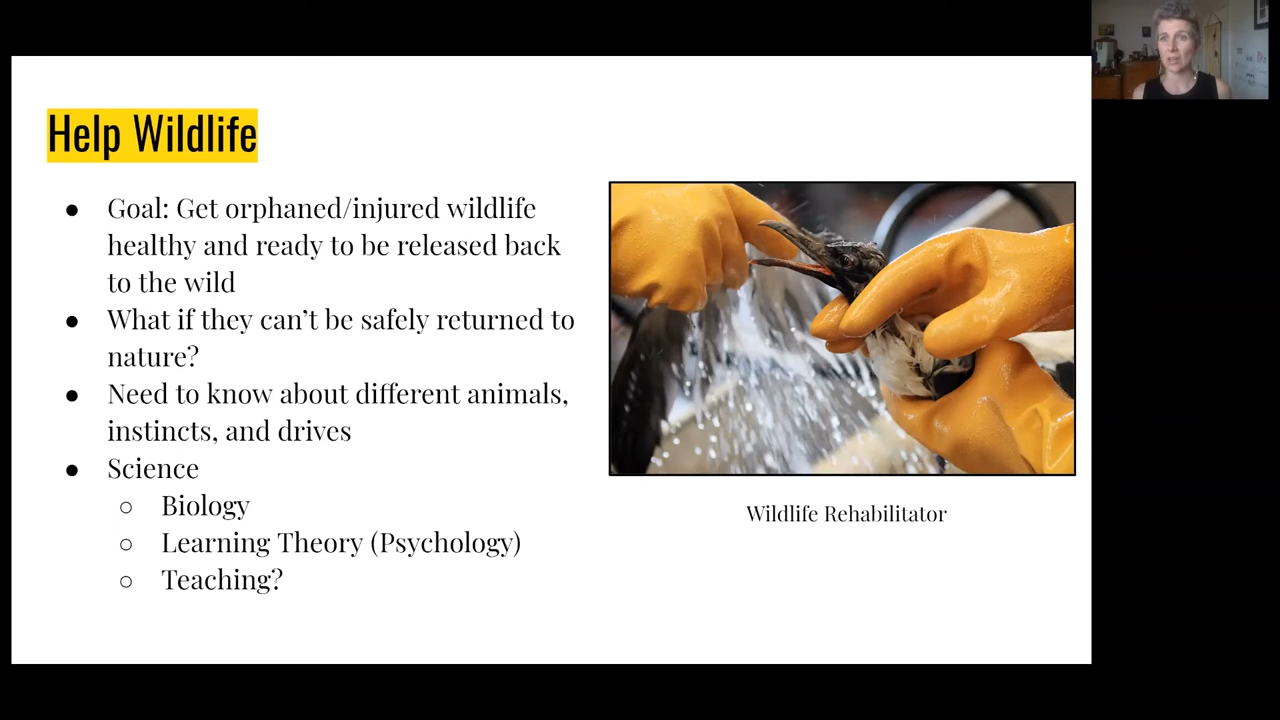 Help Wildlife
● Goal: Get orphaned/injured wildlife
healthy and ready to be released back
to the wild
● What if they can’t be safely returned to
nature?
● Need to know about different animals,
instincts, and drives
● Science
○ Biology
○ Learning Theory (Psychology)
○ Teaching?
Wildlife Rehabilitator